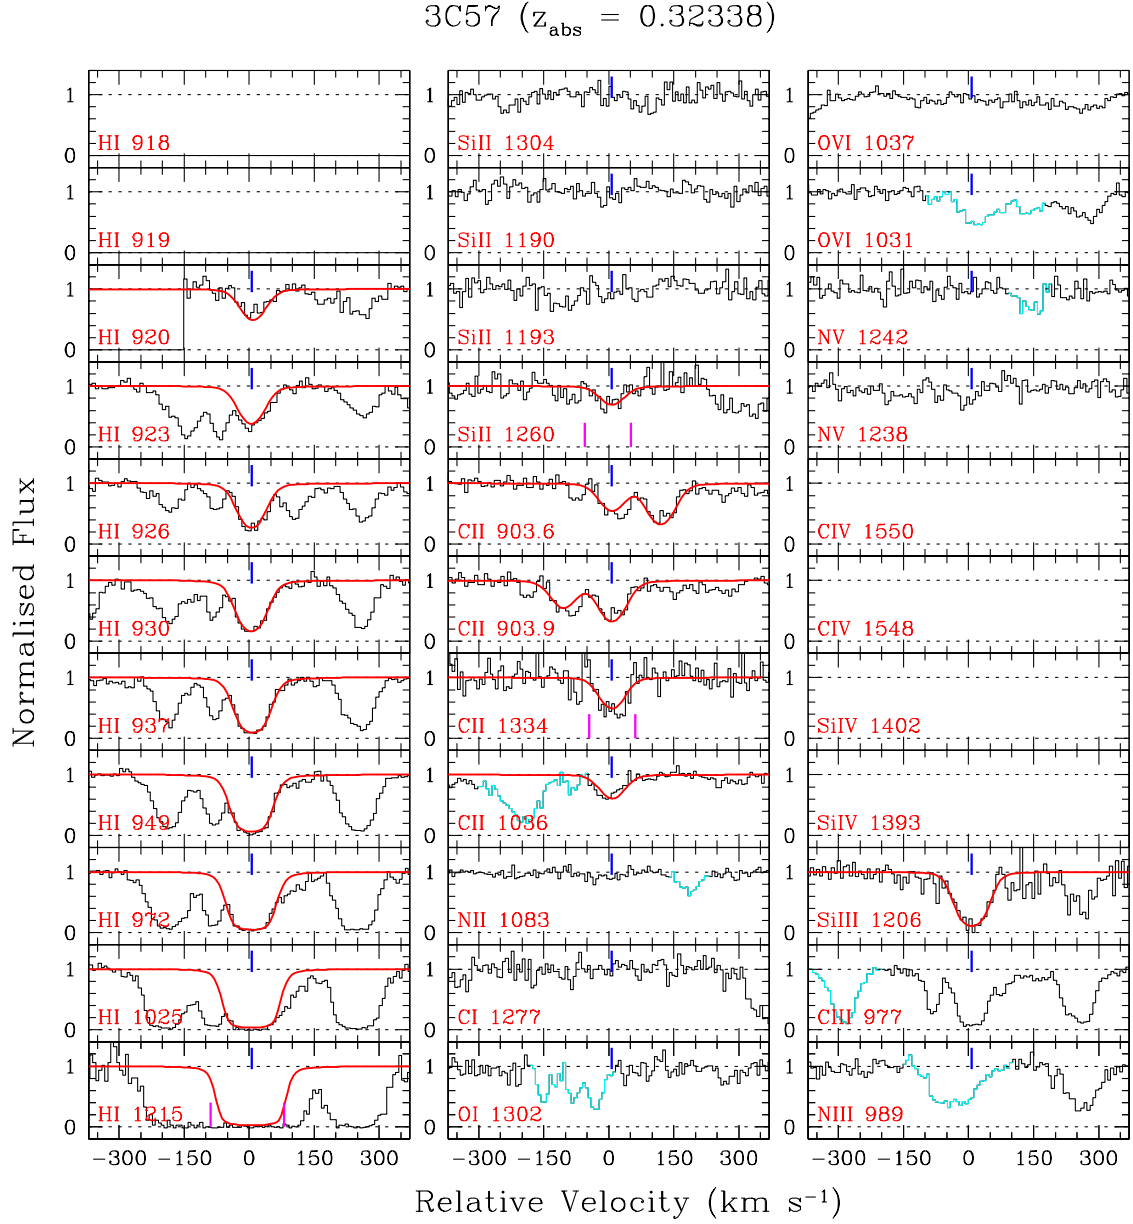 3C57 (z_abs = 0.32338)
1
HI 918
0
1
HI 919
0
1
HI 920
0
1
HI 923
0
1
HI 926
0
1
HI 930
0
1
HI 937
0
1
HI 949
0
1
HI 972
0
1
HI 1025
0
1
HI 1215
0
−300 −150 0 150 300
1
SiII 1304
0
1
SiII 1190
0
1
SiII 1193
0
1
SiII 1260
0
1
CII 903.6
0
1
CII 903.9
0
1
CII 1334
0
1
CII 1036
0
1
NII 1083
0
1
CI 1277
0
1
OI 1302
0
−300 −150 0 150 300
1
OVI 1037
0
1
OVI 1031
0
1
NV 1242
0
1
NV 1238
0
1
CIV 1550
0
1
CIV 1548
0
1
SiIV 1402
0
1
SiIV 1393
0
1
SiIII 1206
0
1
CIII 977
0
1
NIII 989
0
−300 −150 0 150 300
Normalised Flux
Relative Velocity (km s⁻¹)